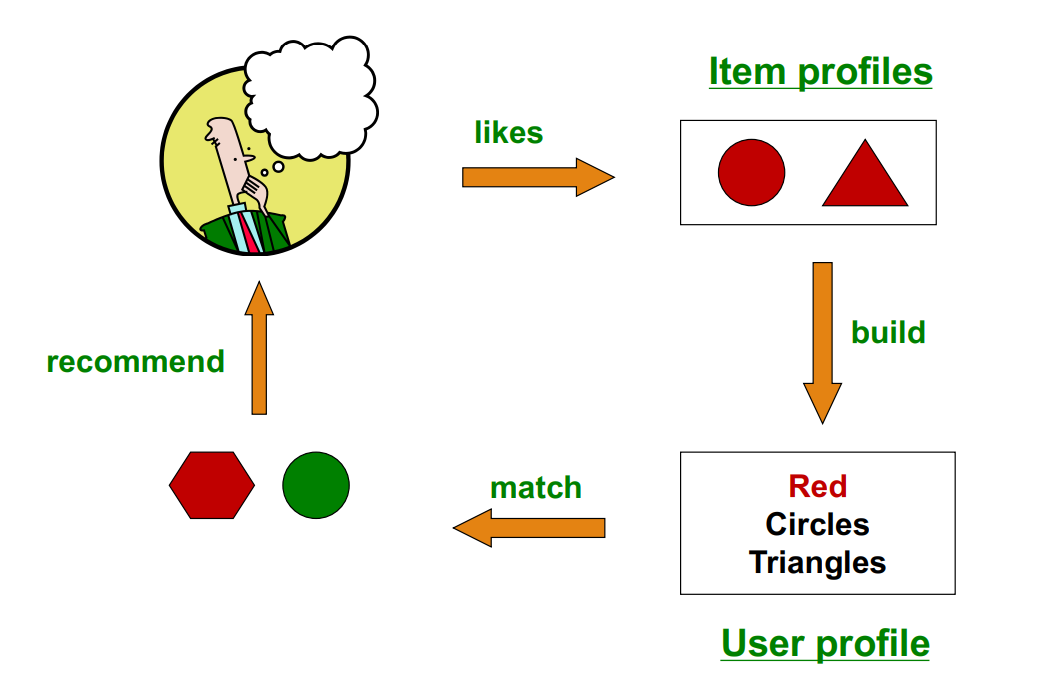 Item profiles
likes
build
recommend
match
Red
Circles
Triangles
User profile